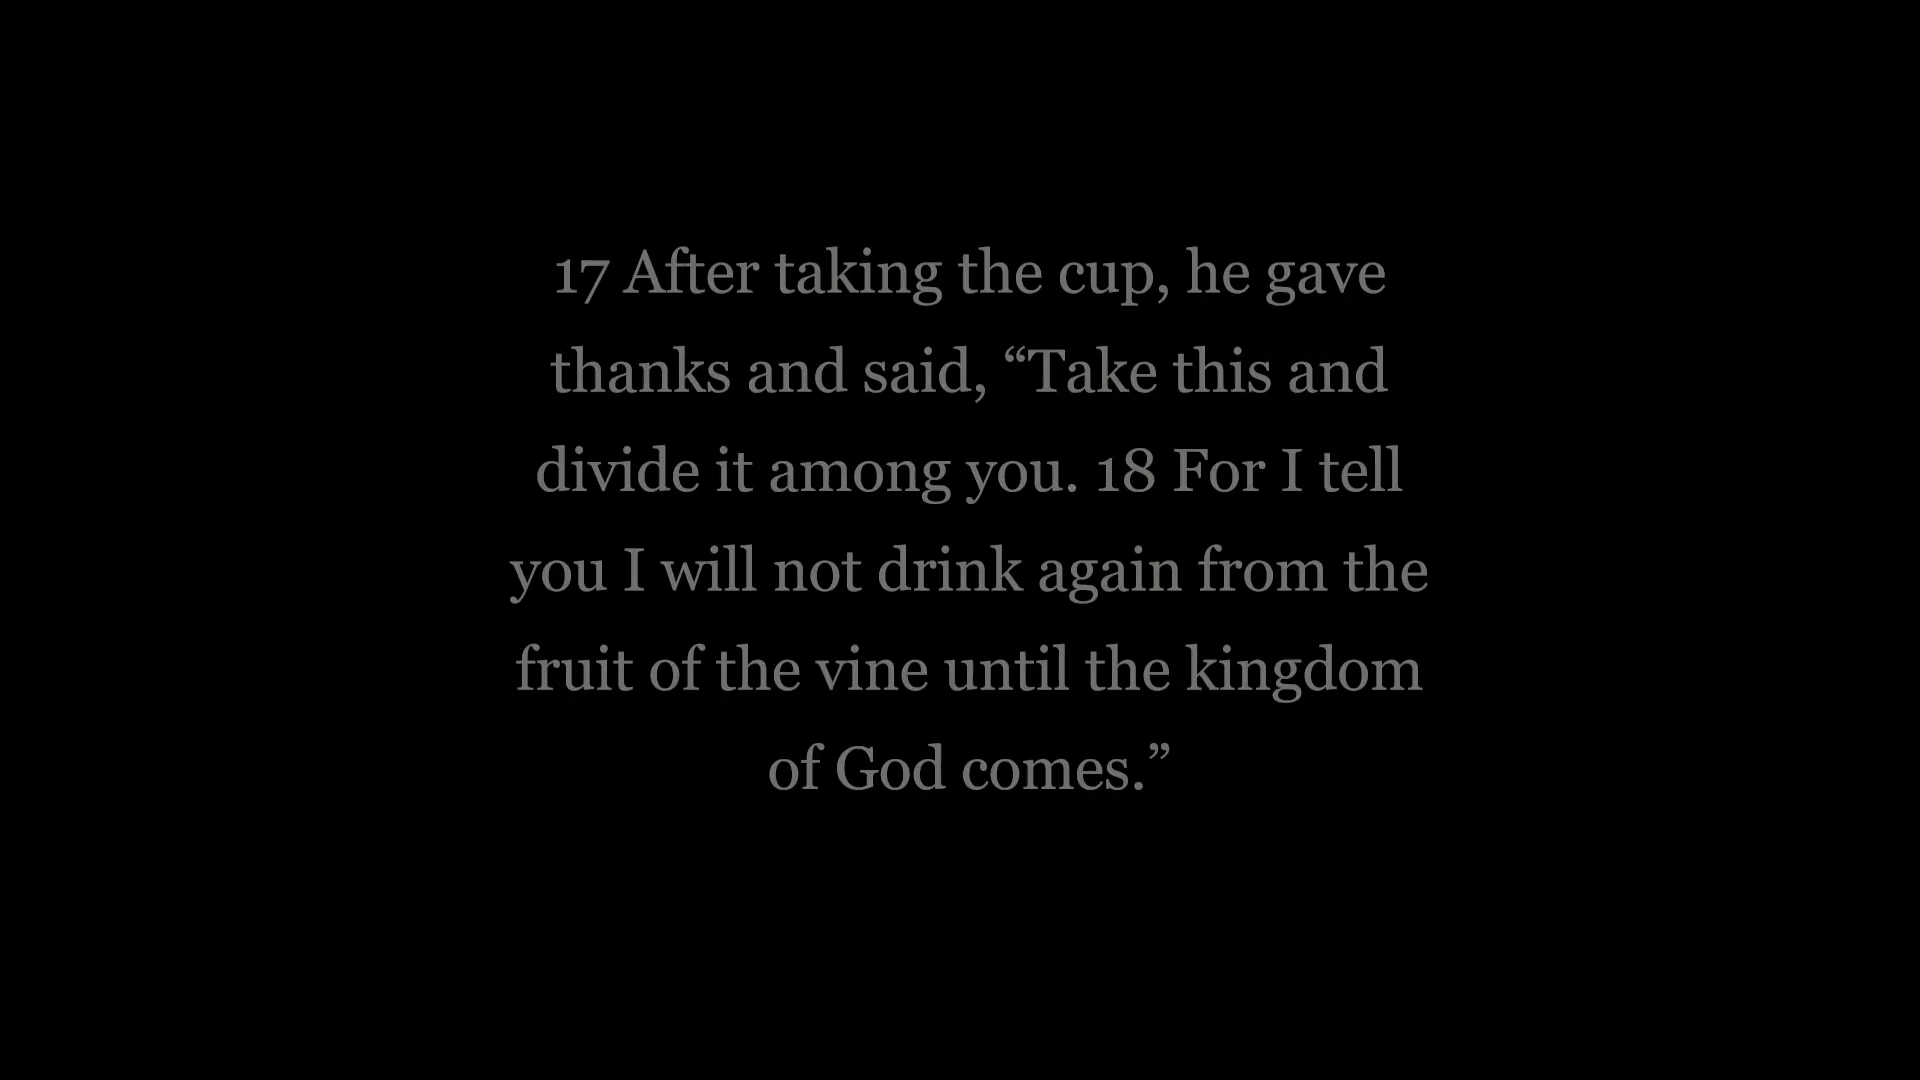 17 After taking the cup, he gave
thanks and said, “Take this and
divide it among you. 18 For I tell
you I will not drink again from the
fruit of the vine until the kingdom
of God comes.”